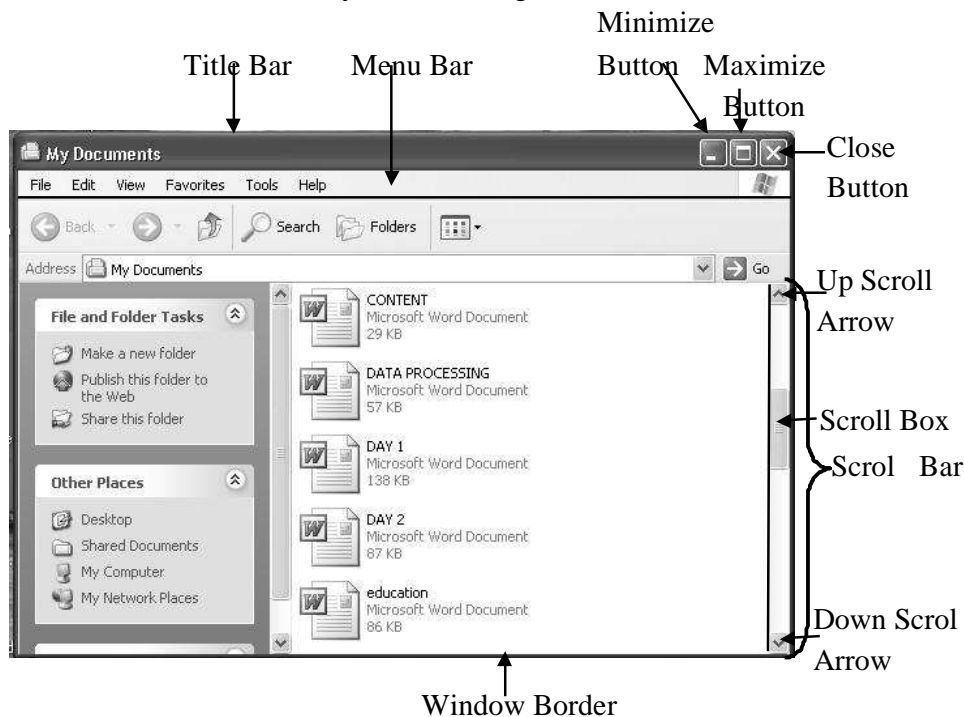 Minimize
Title Bar Menu Bar Button Maximize
Button
My Documents
Close
Button
File Edit View Favorites Tools Help
Back Search Folders
Address My Documents Go
Up Scroll
Arrow
File and Folder Tasks
Make a new folder
Publish this folder to
the Web
Share this folder
Other Places
Desktop
Shared Documents
My Computer
My Network Places
CONTENT
Microsoft Word Document
29 KB
DATA PROCESSING
Microsoft Word Document
57 KB
DAY 1
Microsoft Word Document
138 KB
DAY 2
Microsoft Word Document
87 KB
education
Microsoft Word Document
86 KB
Scroll Box
Scrol Bar
Down Scrol
Arrow
Window Border